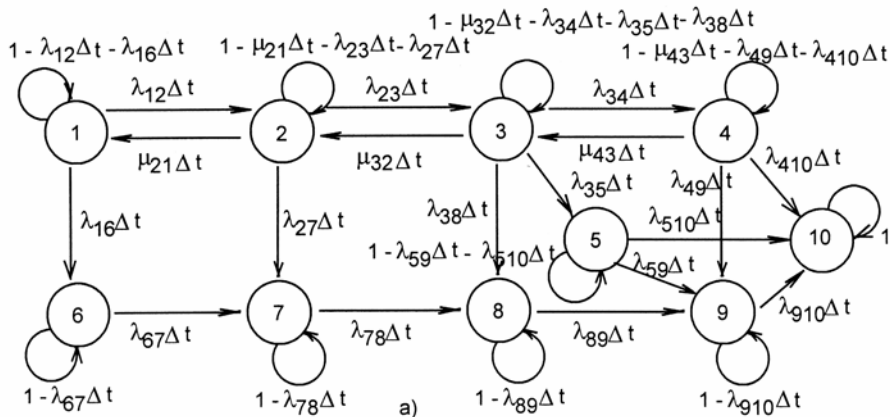 1 - μ₃₂Δt - λ₃₄Δt - λ₃₅Δt - λ₃₈Δt
1 - λ₁₂Δt - λ₁₆Δt
1 - μ₂₁Δt - λ₂₃Δt - λ₂₇Δt
1 - μ₄₃Δt - λ₄₉Δt - λ₄₁₀Δt
λ₁₂Δt
λ₂₃Δt
λ₃₄Δt
1
2
3
4
μ₂₁Δt
μ₃₂Δt
μ₄₃Δt
λ₄₁₀Δt
λ₃₅Δt
λ₄₉Δt
λ₁₆Δt
λ₂₇Δt
λ₃₈Δt
λ₅₁₀Δt
5
10
1
1 - λ₅₉Δt - λ₅₁₀Δt
λ₅₉Δt
6
7
8
9
λ₆₇Δt
λ₇₈Δt
λ₈₉Δt
λ₉₁₀Δt
1 - λ₆₇Δt
1 - λ₇₈Δt
a)
1 - λ₈₉Δt
1 - λ₉₁₀Δt